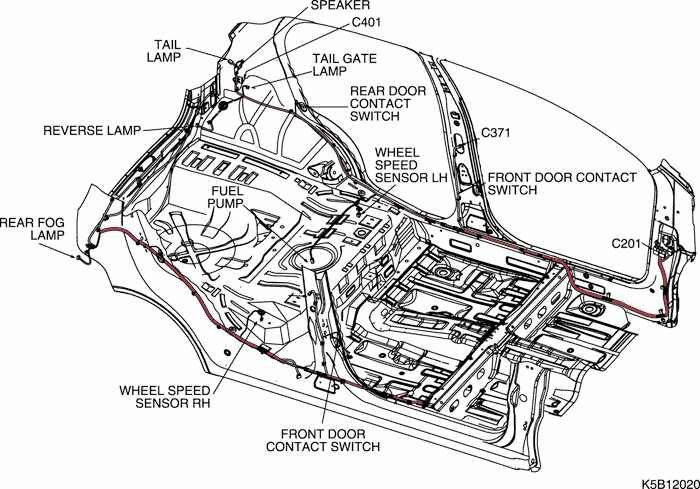 SPEAKER
C401
TAIL
LAMP
TAIL GATE
LAMP
REAR DOOR
CONTACT
SWITCH
REVERSE LAMP
C371
WHEEL
SPEED
SENSOR LH
FRONT DOOR CONTACT
SWITCH
FUEL
PUMP
REAR FOG
LAMP
C201
WHEEL SPEED
SENSOR RH
FRONT DOOR
CONTACT SWITCH
K5B12020